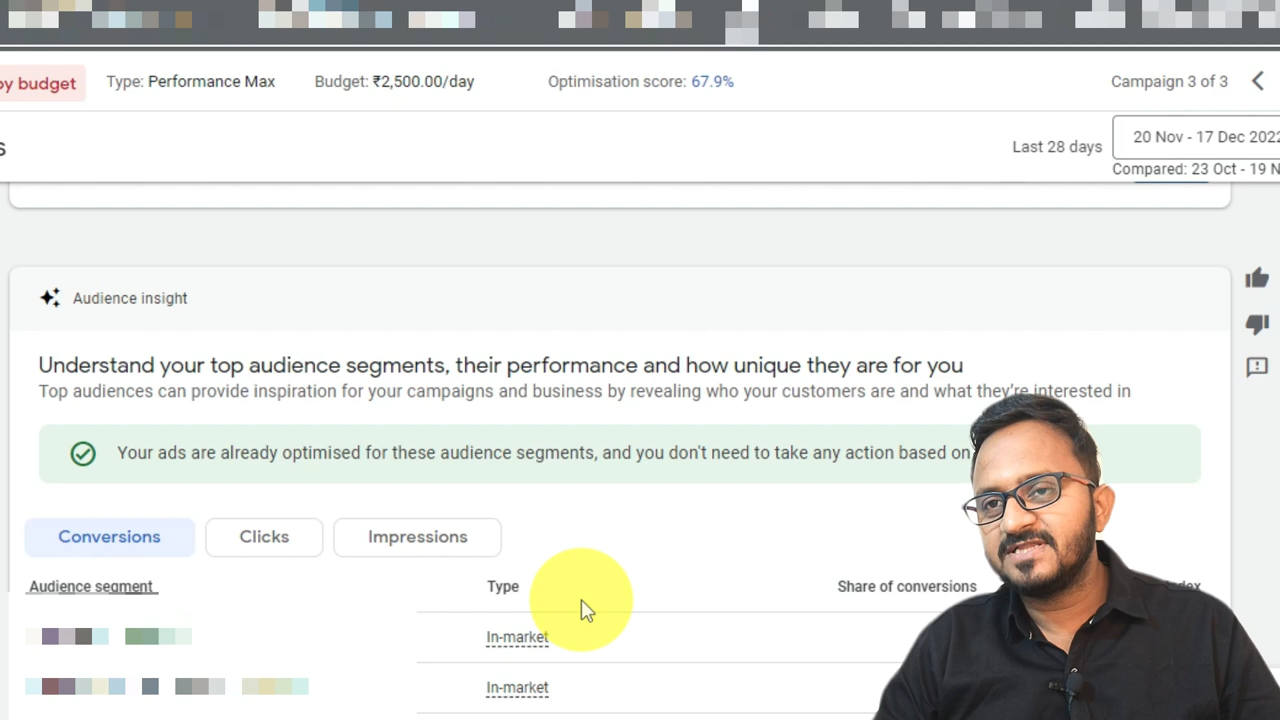 by budget Type: Performance Max Budget: ₹2,500.00/day Optimisation score: 67.9% Campaign 3 of 3
s Last 28 days 20 Nov - 17 Dec 2022
Compared: 23 Oct - 19 N
Audience insight
Understand your top audience segments, their performance and how unique they are for you
Top audiences can provide inspiration for your campaigns and business by revealing who your customers are and what they're interested in
Your ads are already optimised for these audience segments, and you don't need to take any action based on
Conversions Clicks Impressions
Audience segment Type Share of conversions
In-market
In-market